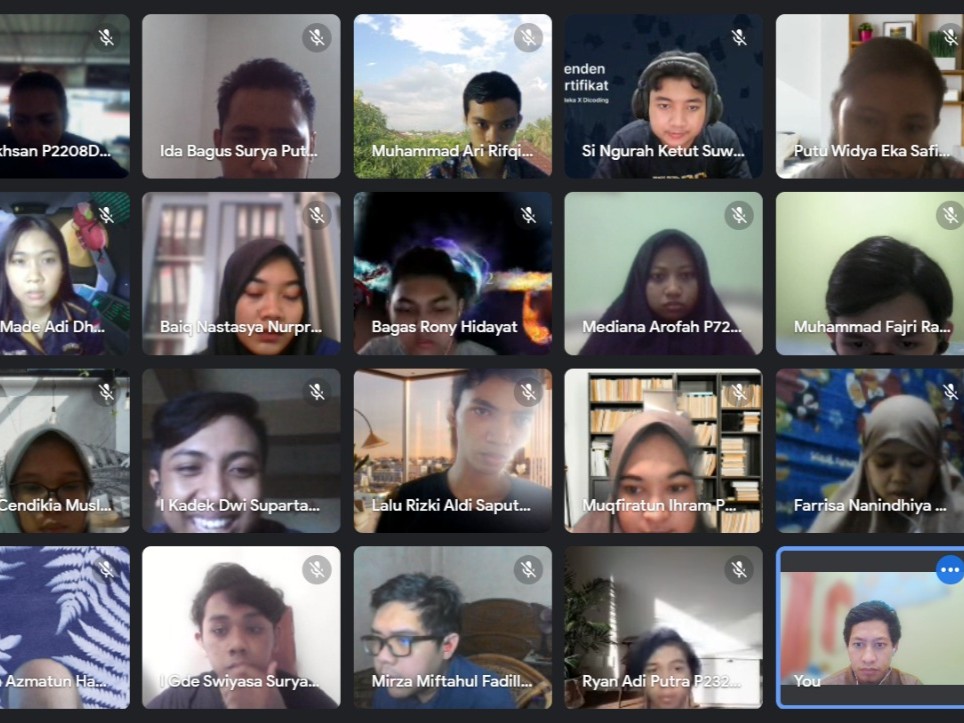 khsan P2208D...
Ida Bagus Surya Put...
Muhammad Ari Rifqi...
enden
rtifikat
Dicoding
Si Ngurah Ketut Suw...
Putu Widya Eka Safi...
Made Adi Dh...
Baiq Nastasya Nurpr...
Bagas Rony Hidayat
Mediana Arofah P72...
Muhammad Fajri Ra...
Cendikia Musl...
I Kadek Dwi Suparta...
Lalu Rizki Aldi Saput...
Muqfiratun Ihram P...
Farrisa Nanindhiya ...
Azmatun Ha...
I Gde Swiyasa Surya...
Mirza Miftahul Fadill...
Ryan Adi Putra P232...
You